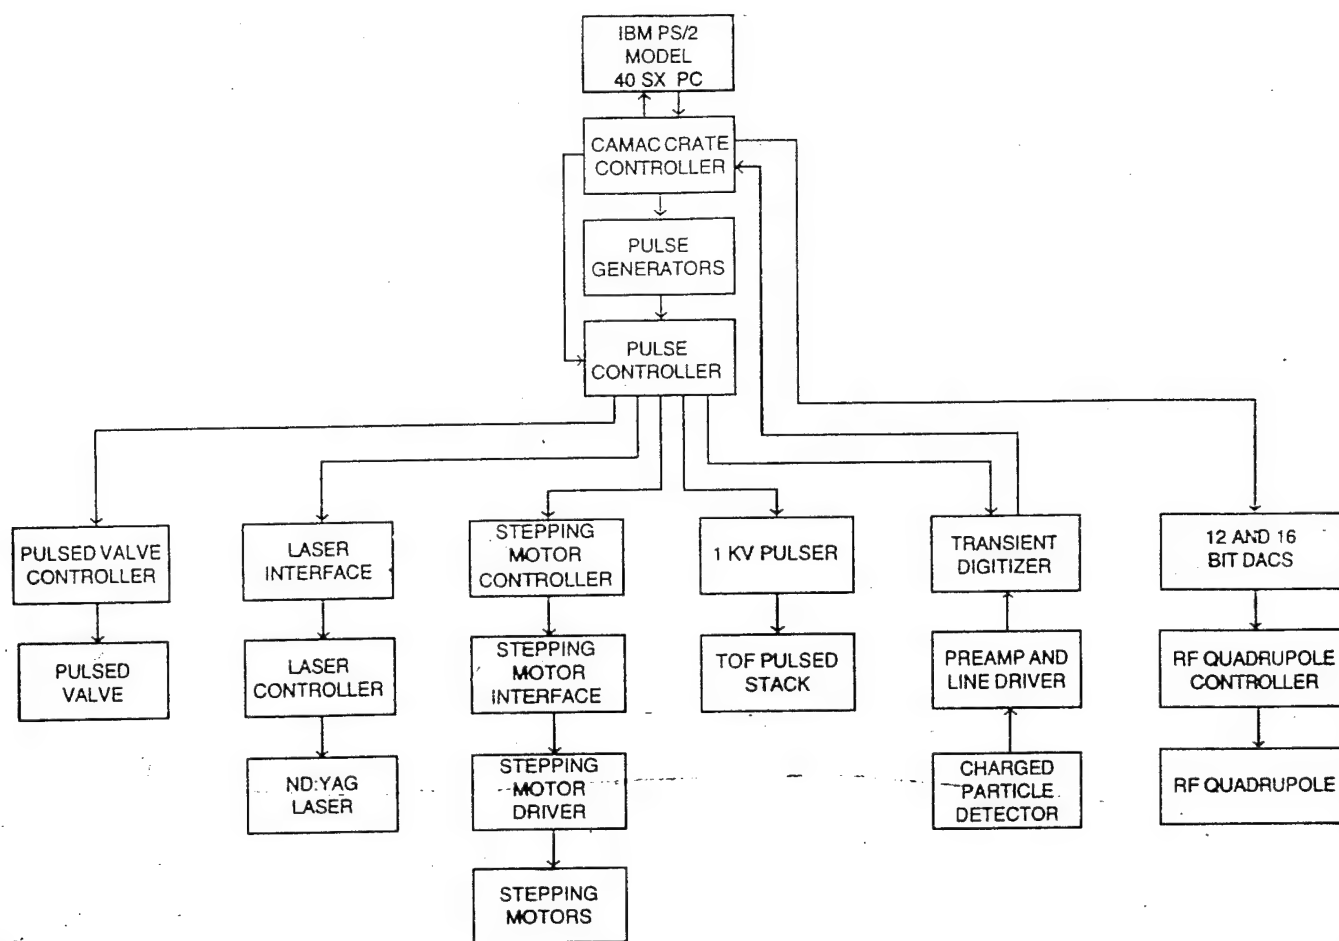 IBM PS/2
MODEL
40 SX PC
CAMAC CRATE
CONTROLLER
PULSE
GENERATORS
PULSE
CONTROLLER
PULSED VALVE
CONTROLLER
PULSED
VALVE
LASER
INTERFACE
LASER
CONTROLLER
ND:YAG
LASER
STEPPING
MOTOR
CONTROLLER
STEPPING
MOTOR
INTERFACE
STEPPING
MOTOR
DRIVER
STEPPING
MOTORS
1 KV PULSER
TOF PULSED
STACK
TRANSIENT
DIGITIZER
PREAMP AND
LINE DRIVER
CHARGED
PARTICLE
DETECTOR
12 AND 16
BIT DACS
RF QUADRUPOLE
CONTROLLER
RF QUADRUPOLE